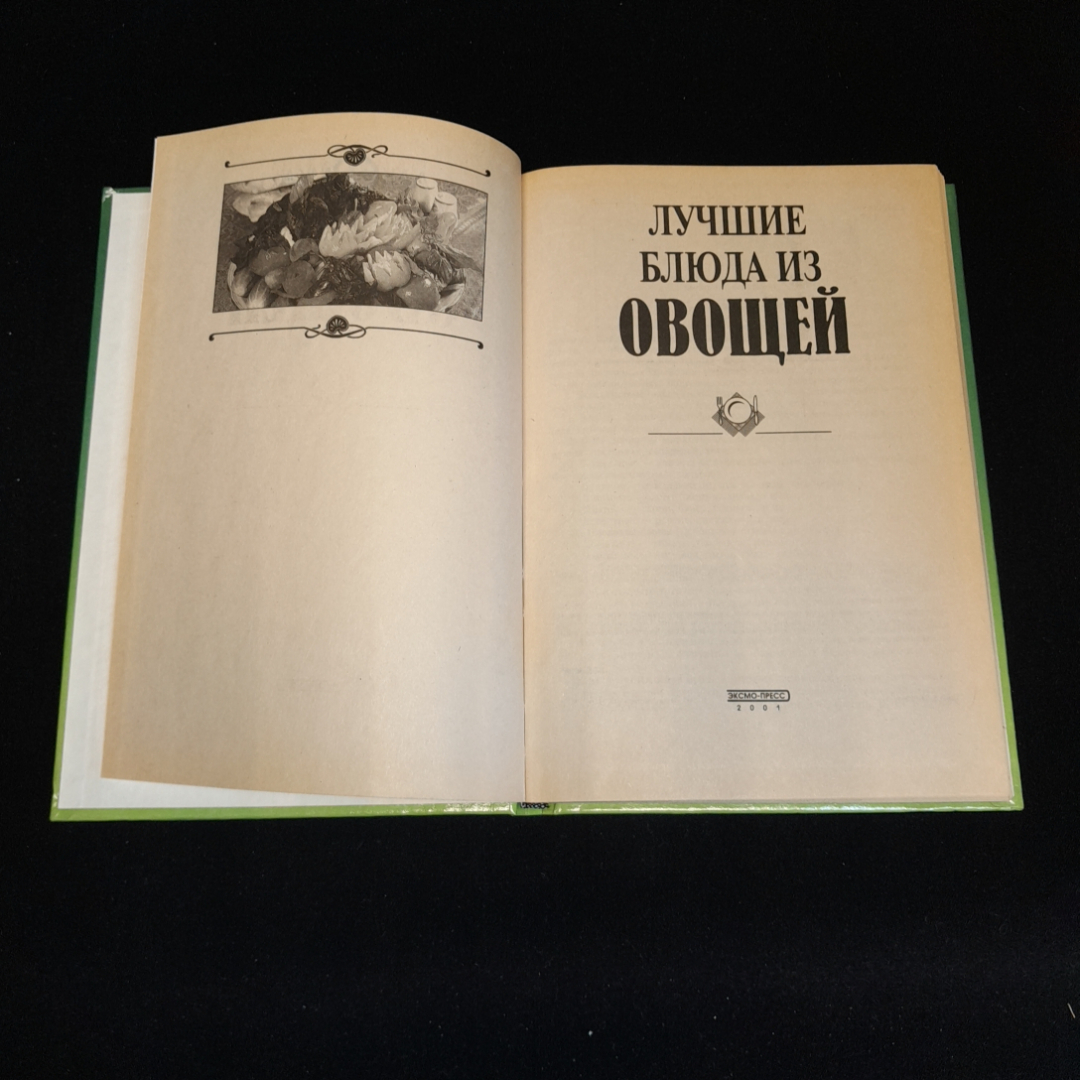 ЛУЧШИЕ
БЛЮДА ИЗ
ОВОЩЕЙ
ЭКСМО-ПРЕСС
2001